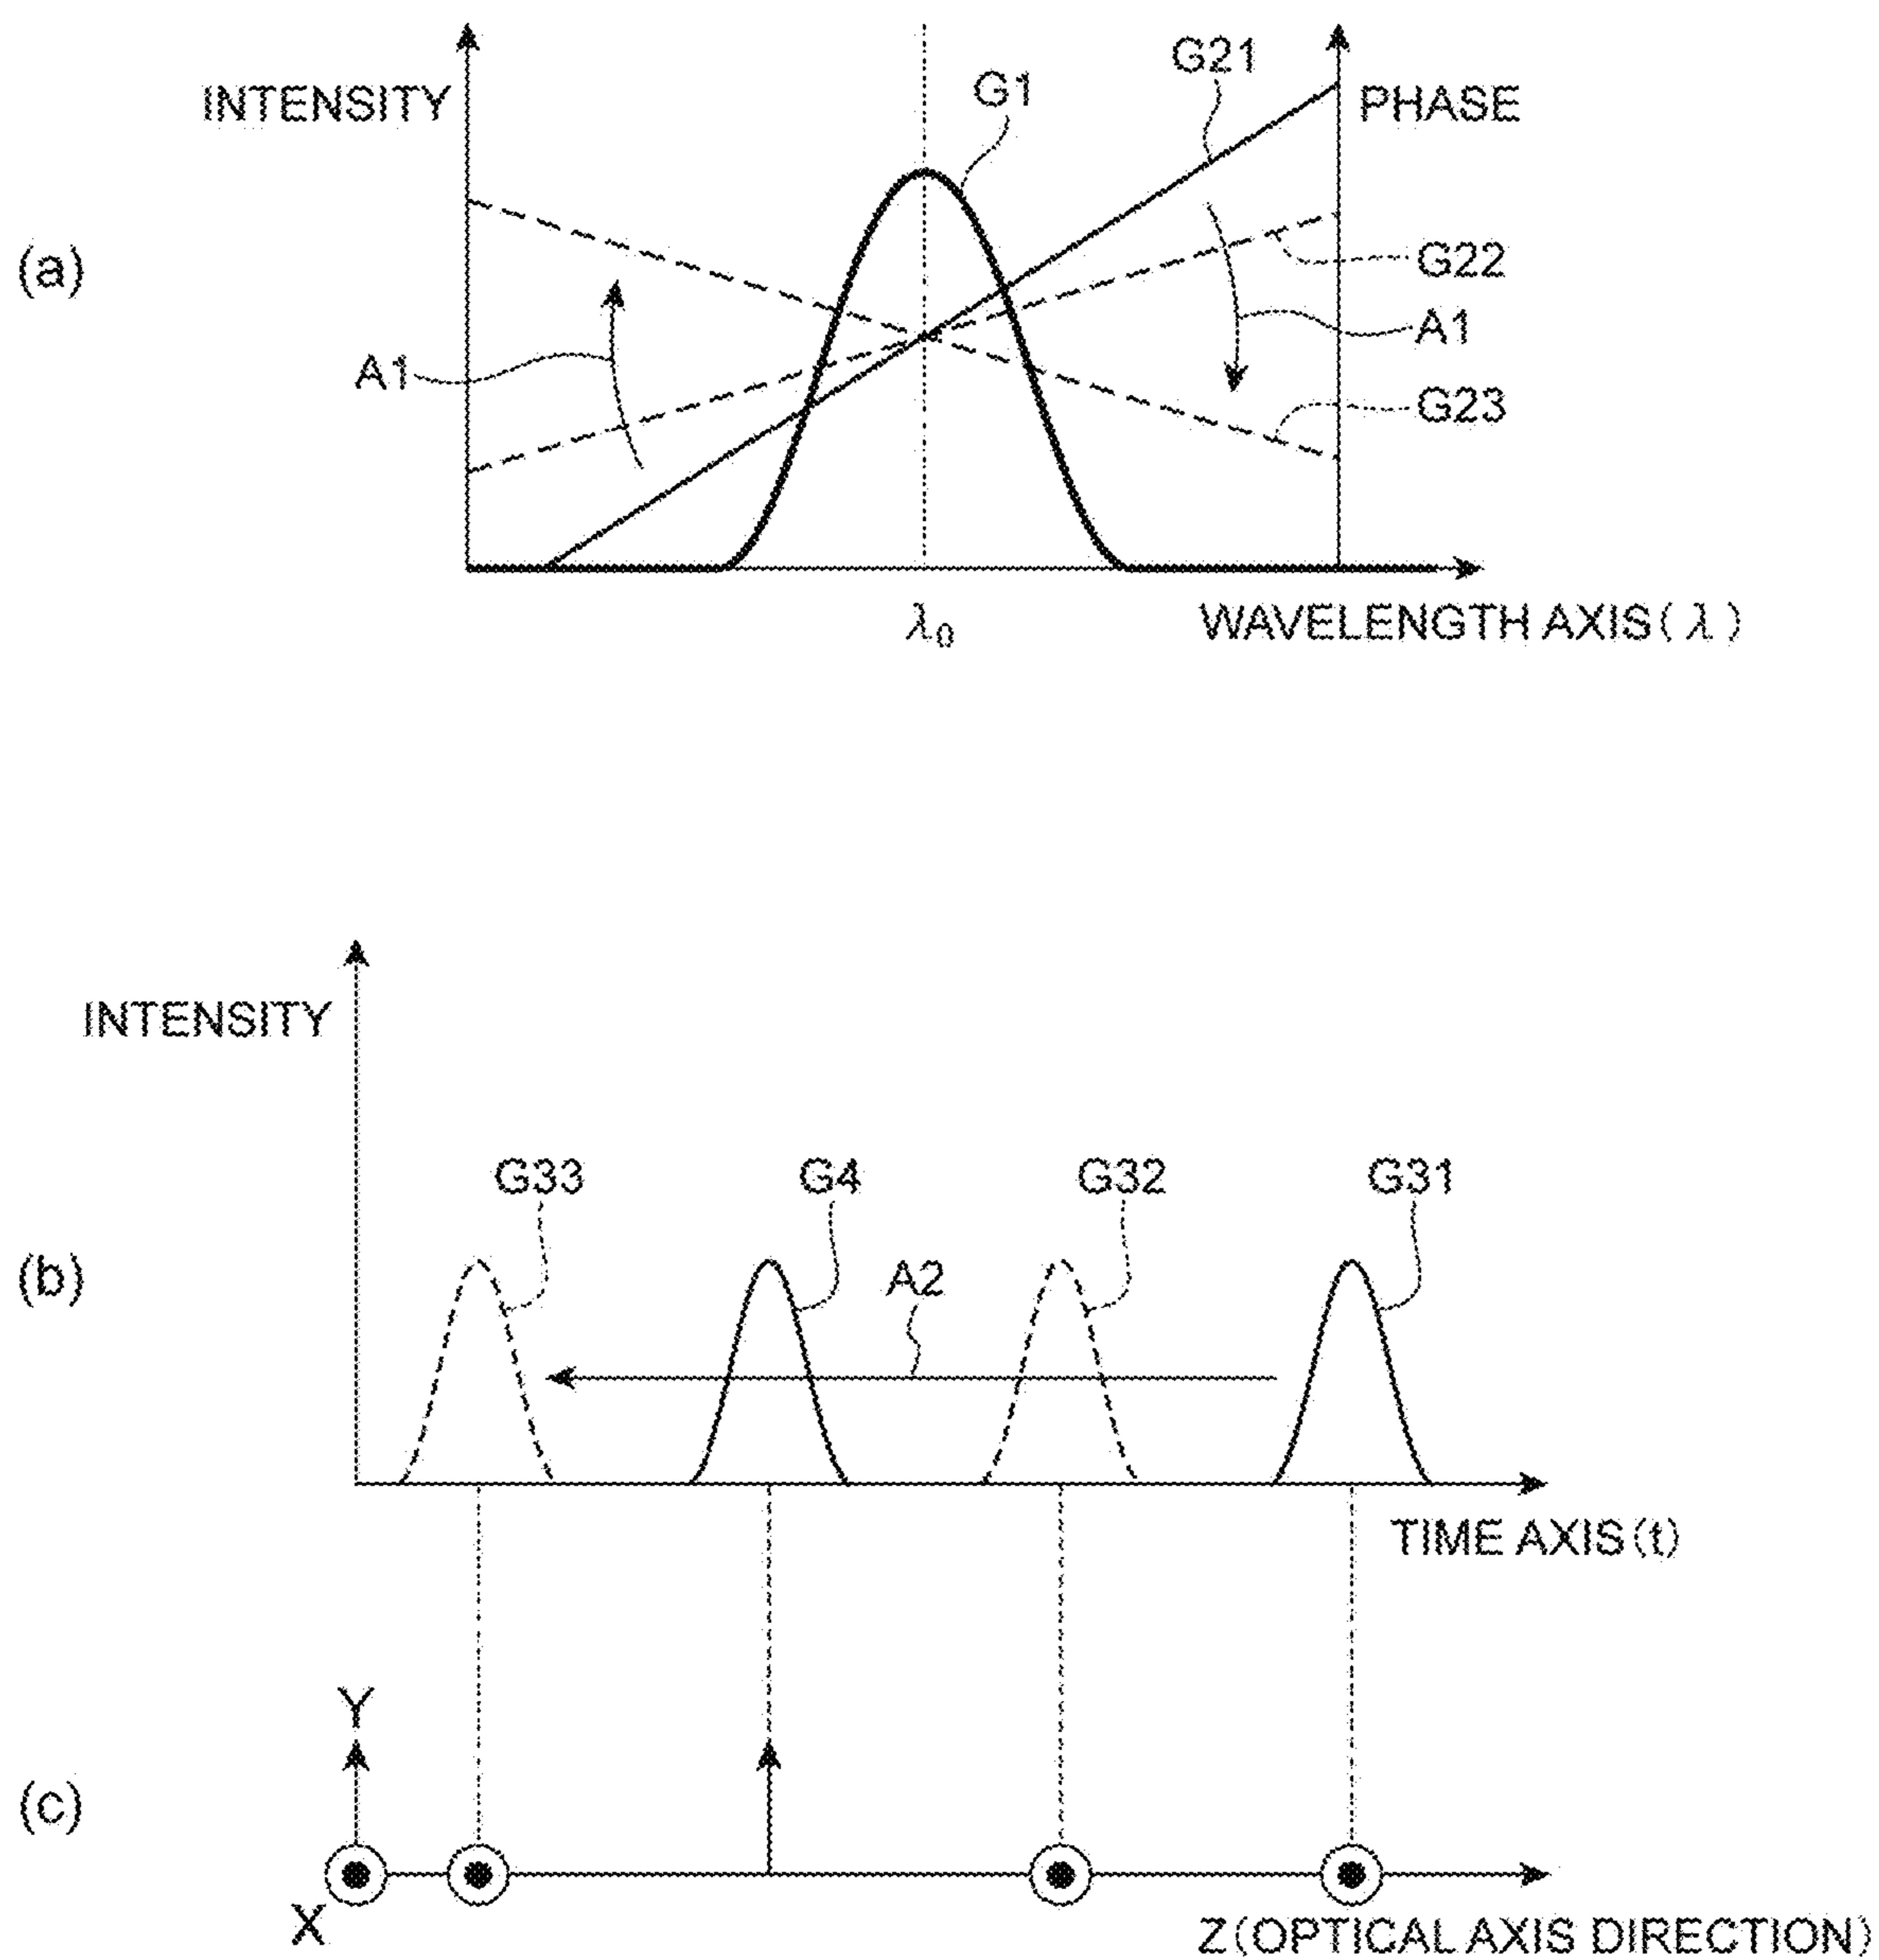 (a)
INTENSITY
G1
G21
PHASE
G22
A1
A1
G23
λ0
WAVELENGTH AXIS(λ)
(b)
INTENSITY
G33
G4
G32
G31
A2
TIME AXIS(t)
(c)
Y
X
Z(OPTICAL AXIS DIRECTION)